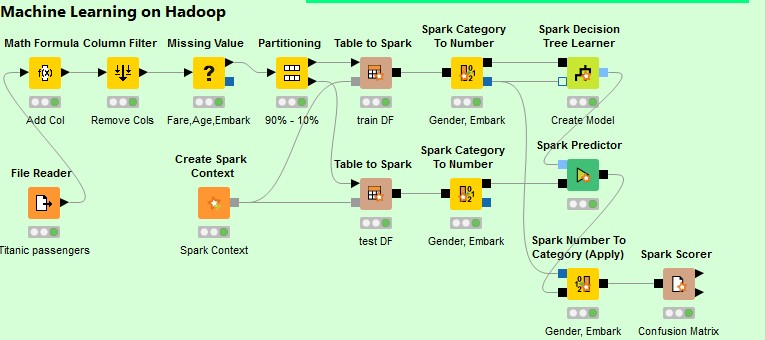 Machine Learning on Hadoop
Math Formula
Column Filter
Missing Value
Partitioning
Table to Spark
Spark Category
To Number
Spark Decision
Tree Learner
f(x)
?
Add Col
Remove Cols
Fare,Age,Embark
90% - 10%
train DF
Gender, Embark
Create Model
File Reader
Create Spark
Context
Table to Spark
Spark Category
To Number
Spark Predictor
Titanic passengers
Spark Context
test DF
Gender, Embark
Spark Number To
Category (Apply)
Spark Scorer
Gender, Embark
Confusion Matrix